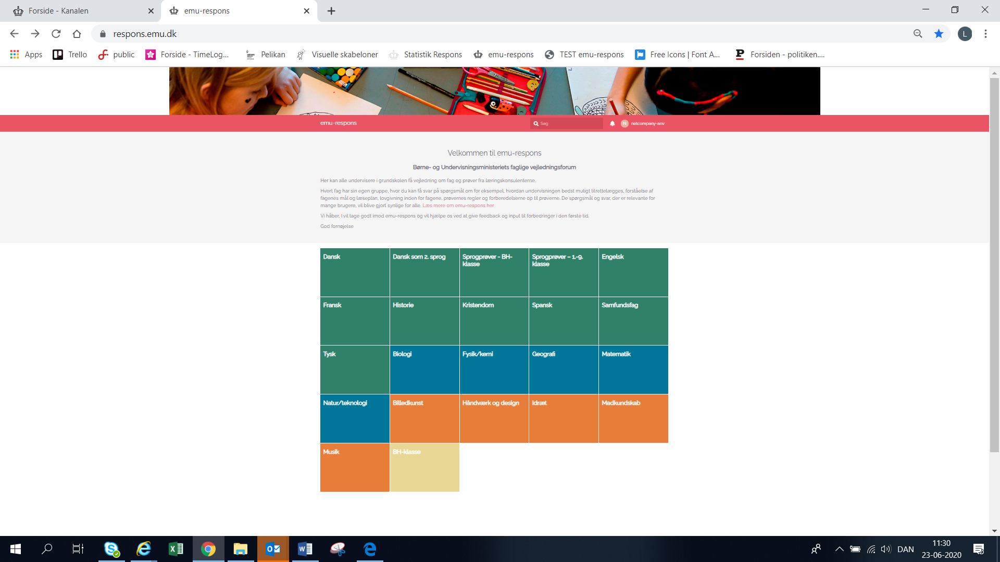 Forside - Kanalen
emu-respons
respons.emu.dk
L
Apps
Trello
public
Forside - TimeLog...
Pelikan
Visuelle skabeloner
Statistik Respons
emu-respons
TEST emu-respons
Free Icons | Font A...
Forsiden - politiken....
emu-respons
Søg
N
netcompany-anv
Velkommen til emu-respons
Børne- og Undervisningsministeriets faglige vejledningsforum
Her kan alle undervisere i grundskolen få vejledning om fag og prøver fra læringskonsulenterne.
Hvert fag har sin egen gruppe, hvor du kan få svar på spørgsmål om for eksempel, hvordan undervisningen bedst muligt tilrettelægges, forståelse af
fagenes mål og læseplan, lovgivning inden for fagene, prøvernes regler og forberedelserne op til prøverne. De spørgsmål og svar, der er relevante for
mange brugere, vil blive gjort synlige for alle. Læs mere om emu-respons her
Vi håber, I vil tage godt imod emu-respons og vil hjælpe os ved at give feedback og input til forbedringer i den første tid.
God fornøjelse
Dansk
Dansk som 2. sprog
Sprogprøver - BH-
klasse
Sprogprøver – 1.-9.
klasse
Engelsk
Fransk
Historie
Kristendom
Spansk
Samfundsfag
Tysk
Biologi
Fysik/kemi
Geografi
Matematik
Natur/teknologi
Billedkunst
Håndværk og design
Idræt
Madkundskab
Musik
BH-klasse
DAN
11:30
23-06-2020